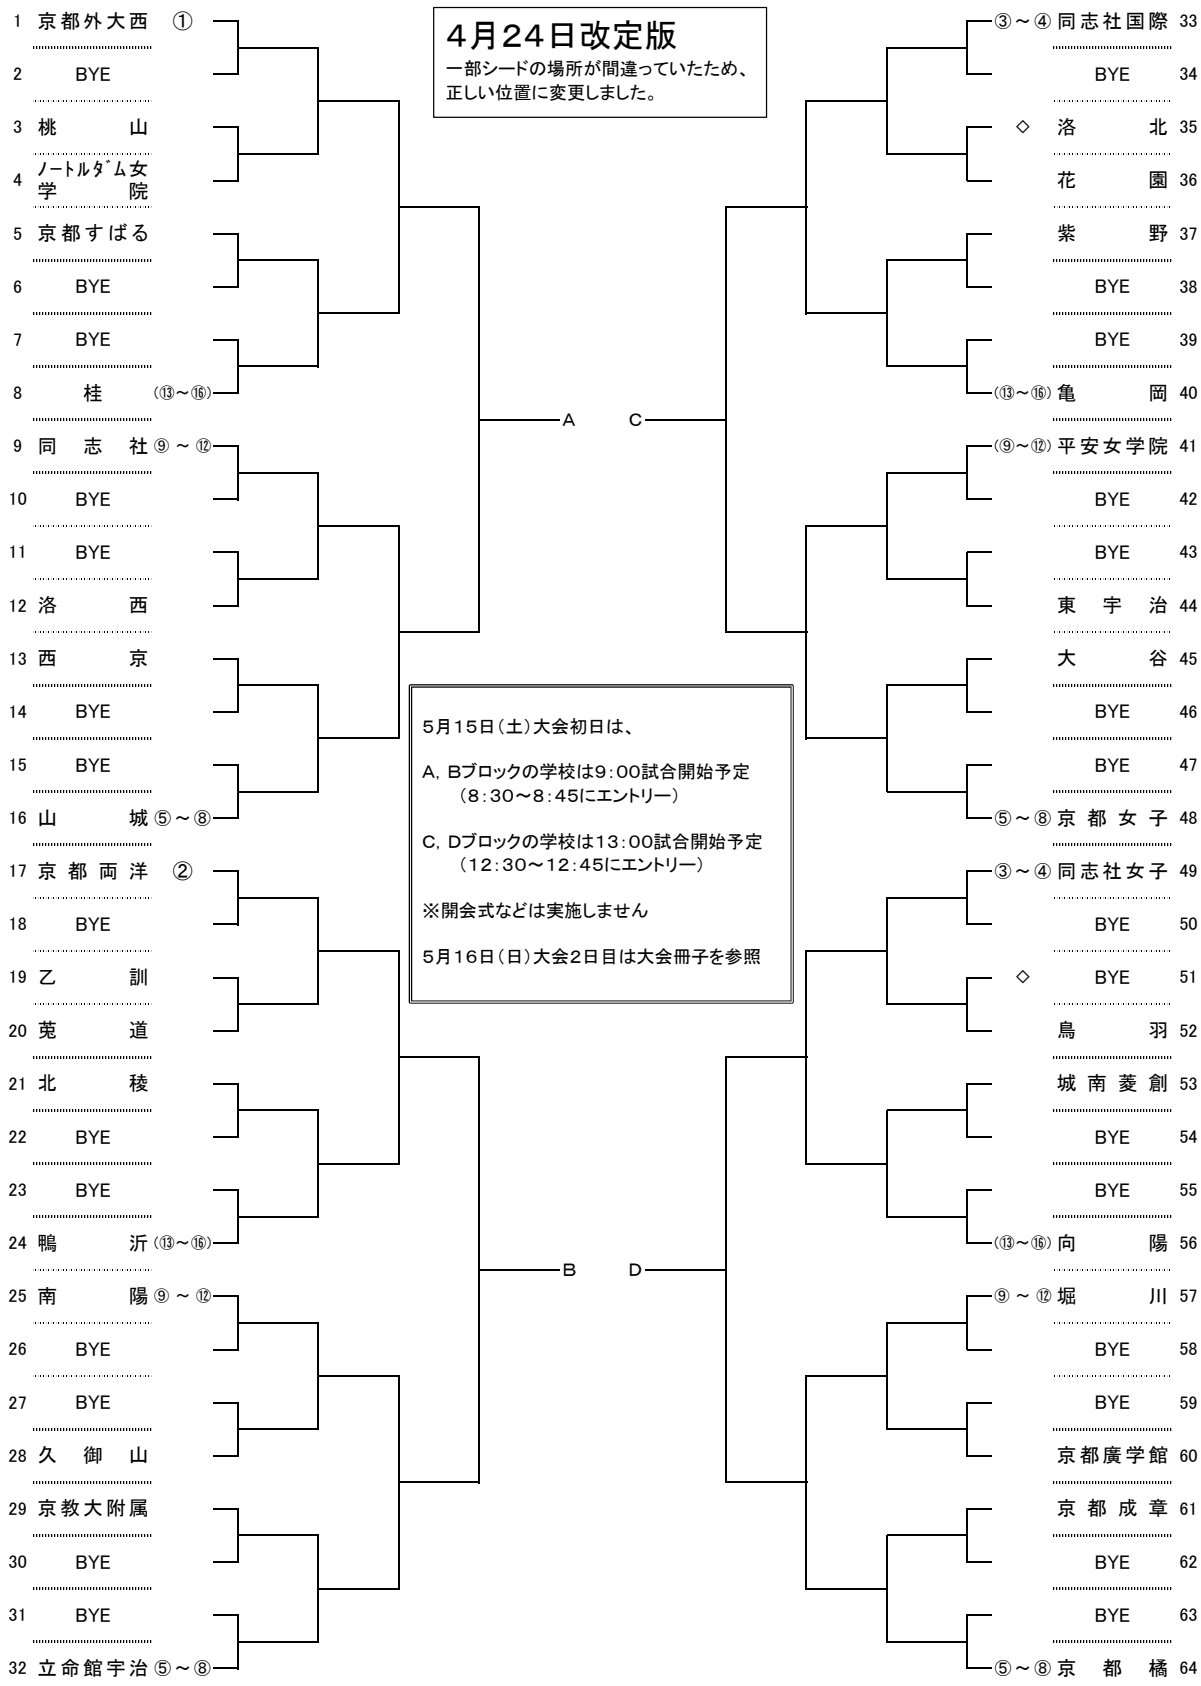 4月24日改定版
一部シードの場所が間違っていたため、
正しい位置に変更しました。
1 京都外大西 ①
2 BYE
3 桃山
4 ノートルダム女
学院
5 京都すばる
6 BYE
7 BYE
8 桂 (⑬～⑯)
9 同志社 ⑨～⑫
10 BYE
11 BYE
12 洛西
13 西京
14 BYE
15 BYE
16 山城 ⑤～⑧
17 京都両洋 ②
18 BYE
19 乙訓
20 莵道
21 北稜
22 BYE
23 BYE
24 鴨沂 (⑬～⑯)
25 南陽 ⑨～⑫
26 BYE
27 BYE
28 久御山
29 京教大附属
30 BYE
31 BYE
32 立命館宇治 ⑤～⑧
A C
B D
5月15日(土)大会初日は、
A, Bブロックの学校は9:00試合開始予定
(8:30～8:45にエントリー)
C, Dブロックの学校は13:00試合開始予定
(12:30～12:45にエントリー)
※開会式などは実施しません
5月16日(日)大会2日目は大会冊子を参照
③～④ 同志社国際 33
BYE 34
◇ 洛北 35
花園 36
紫野 37
BYE 38
BYE 39
(⑬～⑯) 亀岡 40
(⑨～⑫) 平安女学院 41
BYE 42
BYE 43
東宇治 44
大谷 45
BYE 46
BYE 47
⑤～⑧ 京都女子 48
③～④ 同志社女子 49
BYE 50
◇ BYE 51
鳥羽 52
城南菱創 53
BYE 54
BYE 55
(⑬～⑯) 向陽 56
⑨～⑫ 堀川 57
BYE 58
BYE 59
京都廣学館 60
京都成章 61
BYE 62
BYE 63
⑤～⑧ 京都橘 64